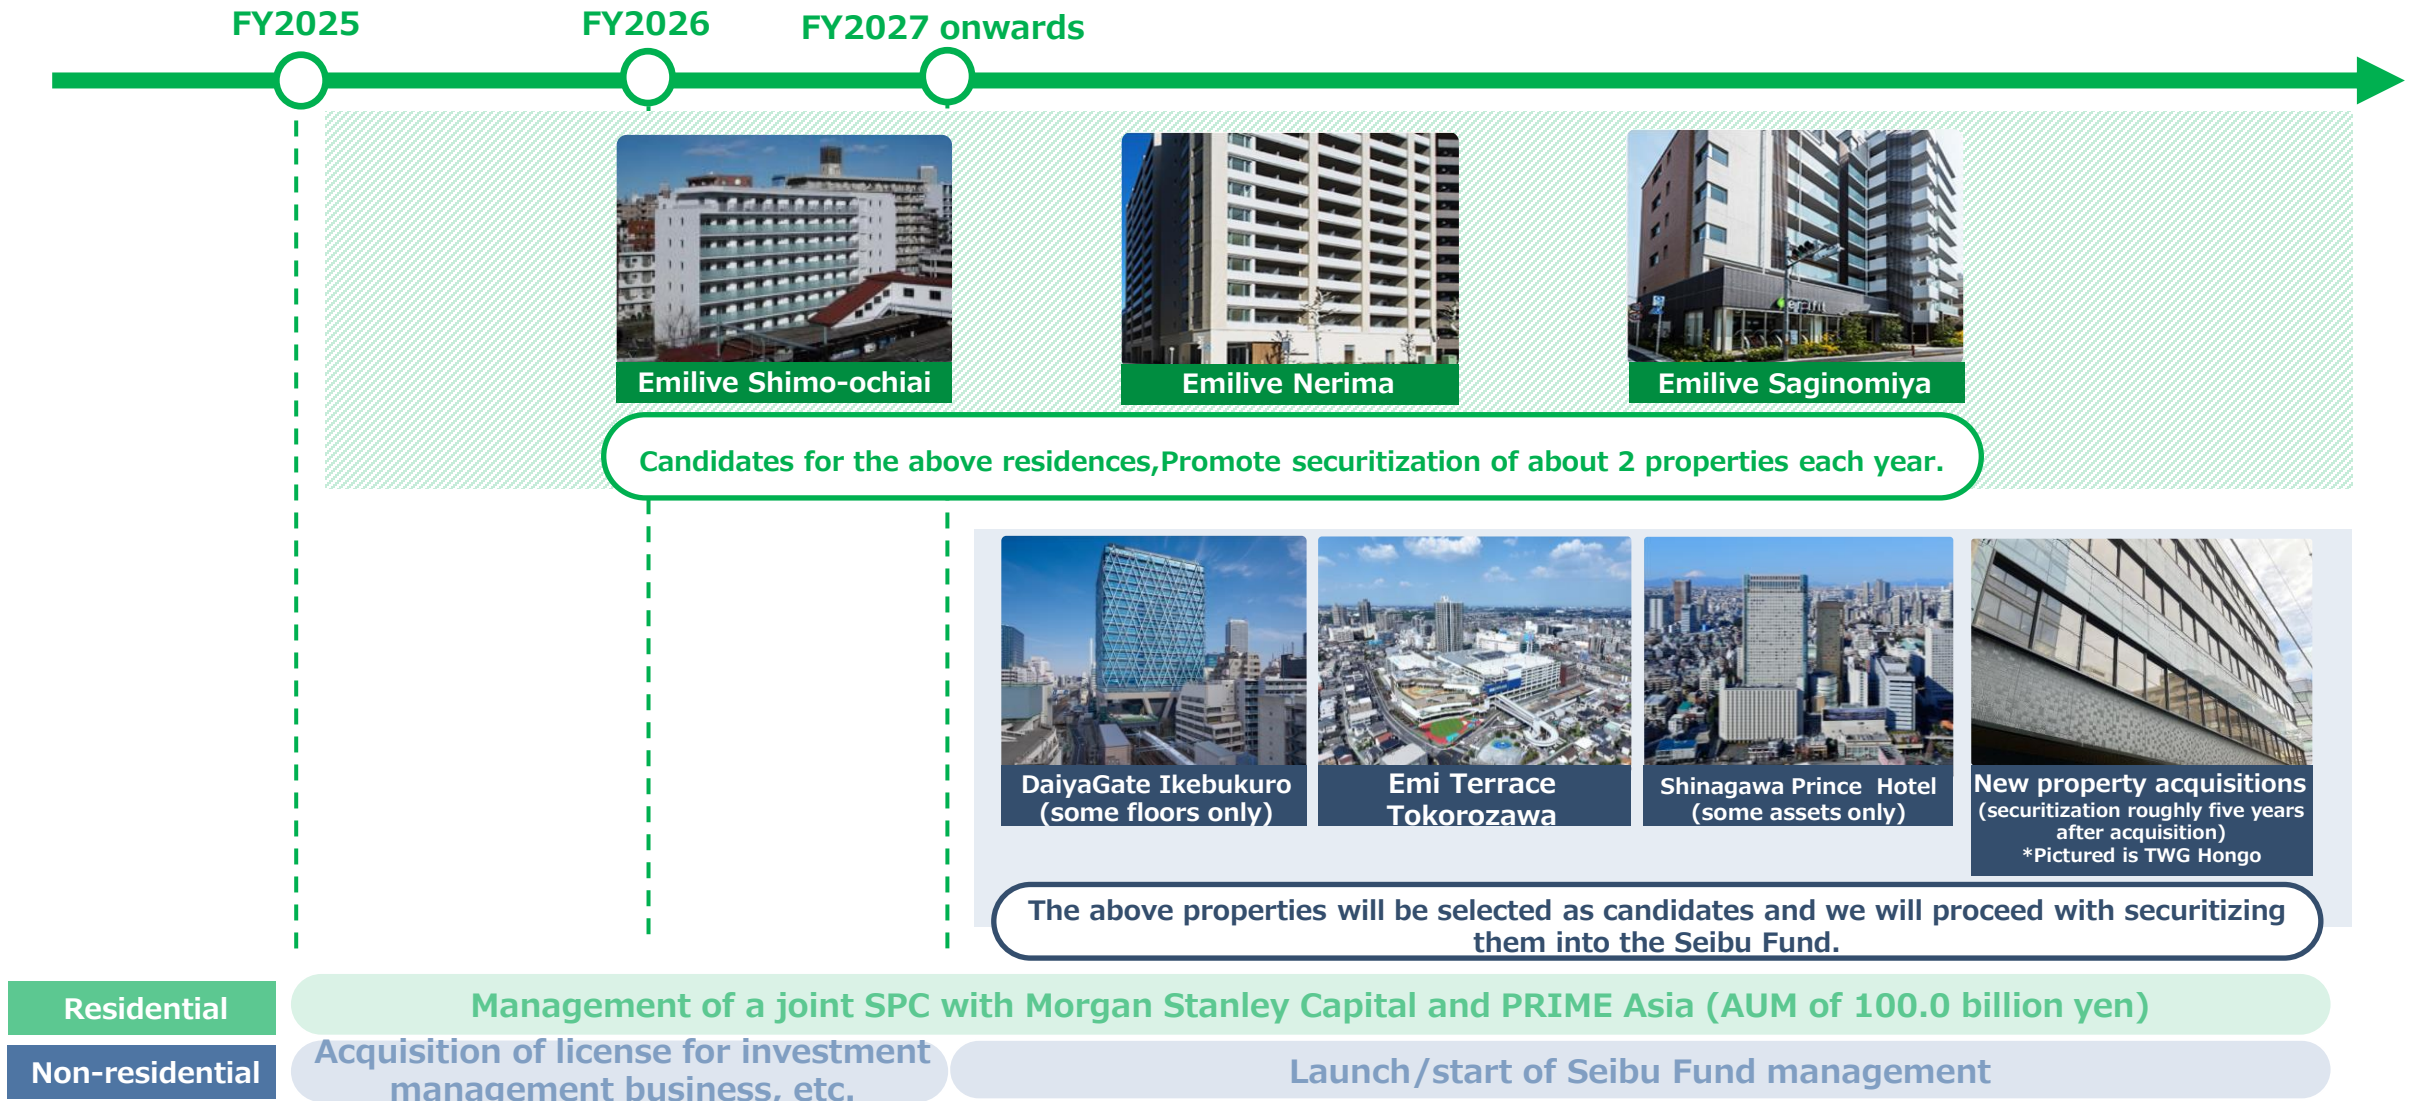 FY2025
FY2026
FY2027 onwards
Emilive Shimo-ochiai
Emilive Nerima
Emilive Saginomiya
Candidates for the above residences,Promote securitization of about 2 properties each year.
DaiyaGate Ikebukuro
(some floors only)
Emi Terrace
Tokorozawa
Shinagawa Prince Hotel
(some assets only)
New property acquisitions
(securitization roughly five years
after acquisition)
*Pictured is TWG Hongo
The above properties will be selected as candidates and we will proceed with securitizing
them into the Seibu Fund.
Residential
Management of a joint SPC with Morgan Stanley Capital and PRIME Asia (AUM of 100.0 billion yen)
Non-residential
Acquisition of license for investment
management business, etc.
Launch/start of Seibu Fund management